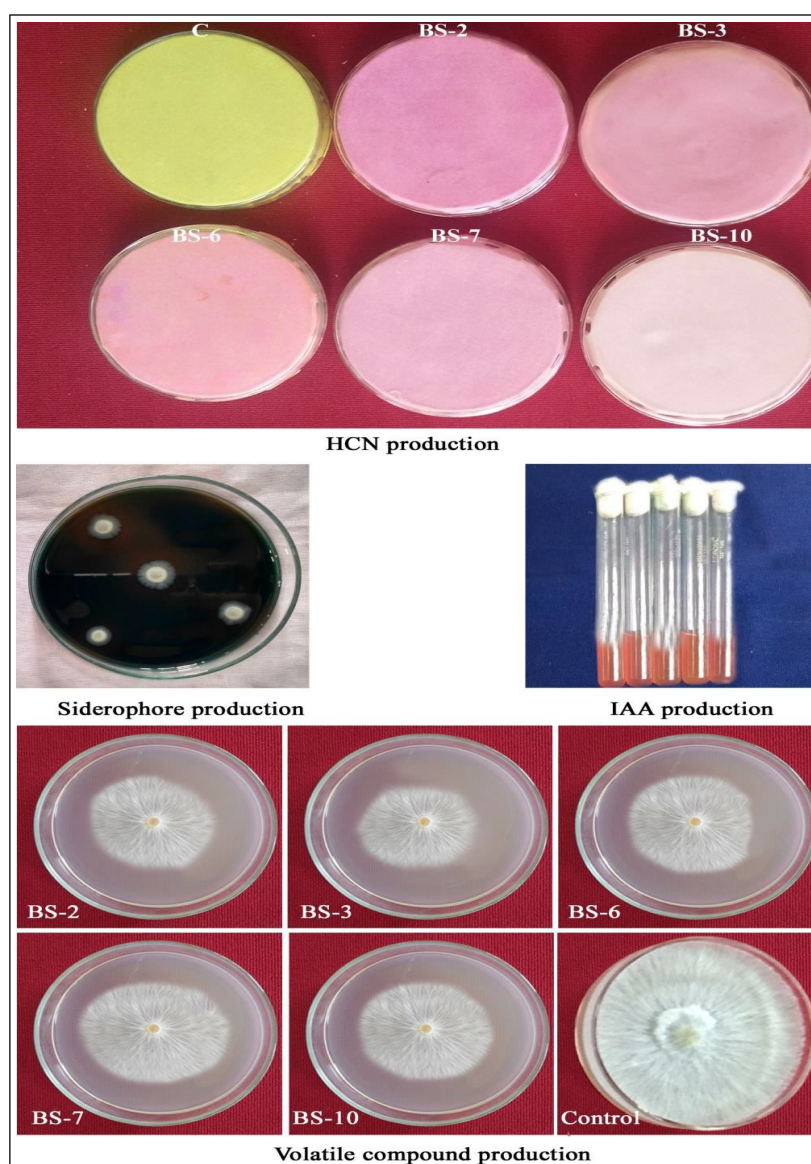 C BS-2 BS-3
BS-6 BS-7 BS-10
HCN production
Siderophore production IAA production
BS-2 BS-3 BS-6
BS-7 BS-10 Control
Volatile compound production